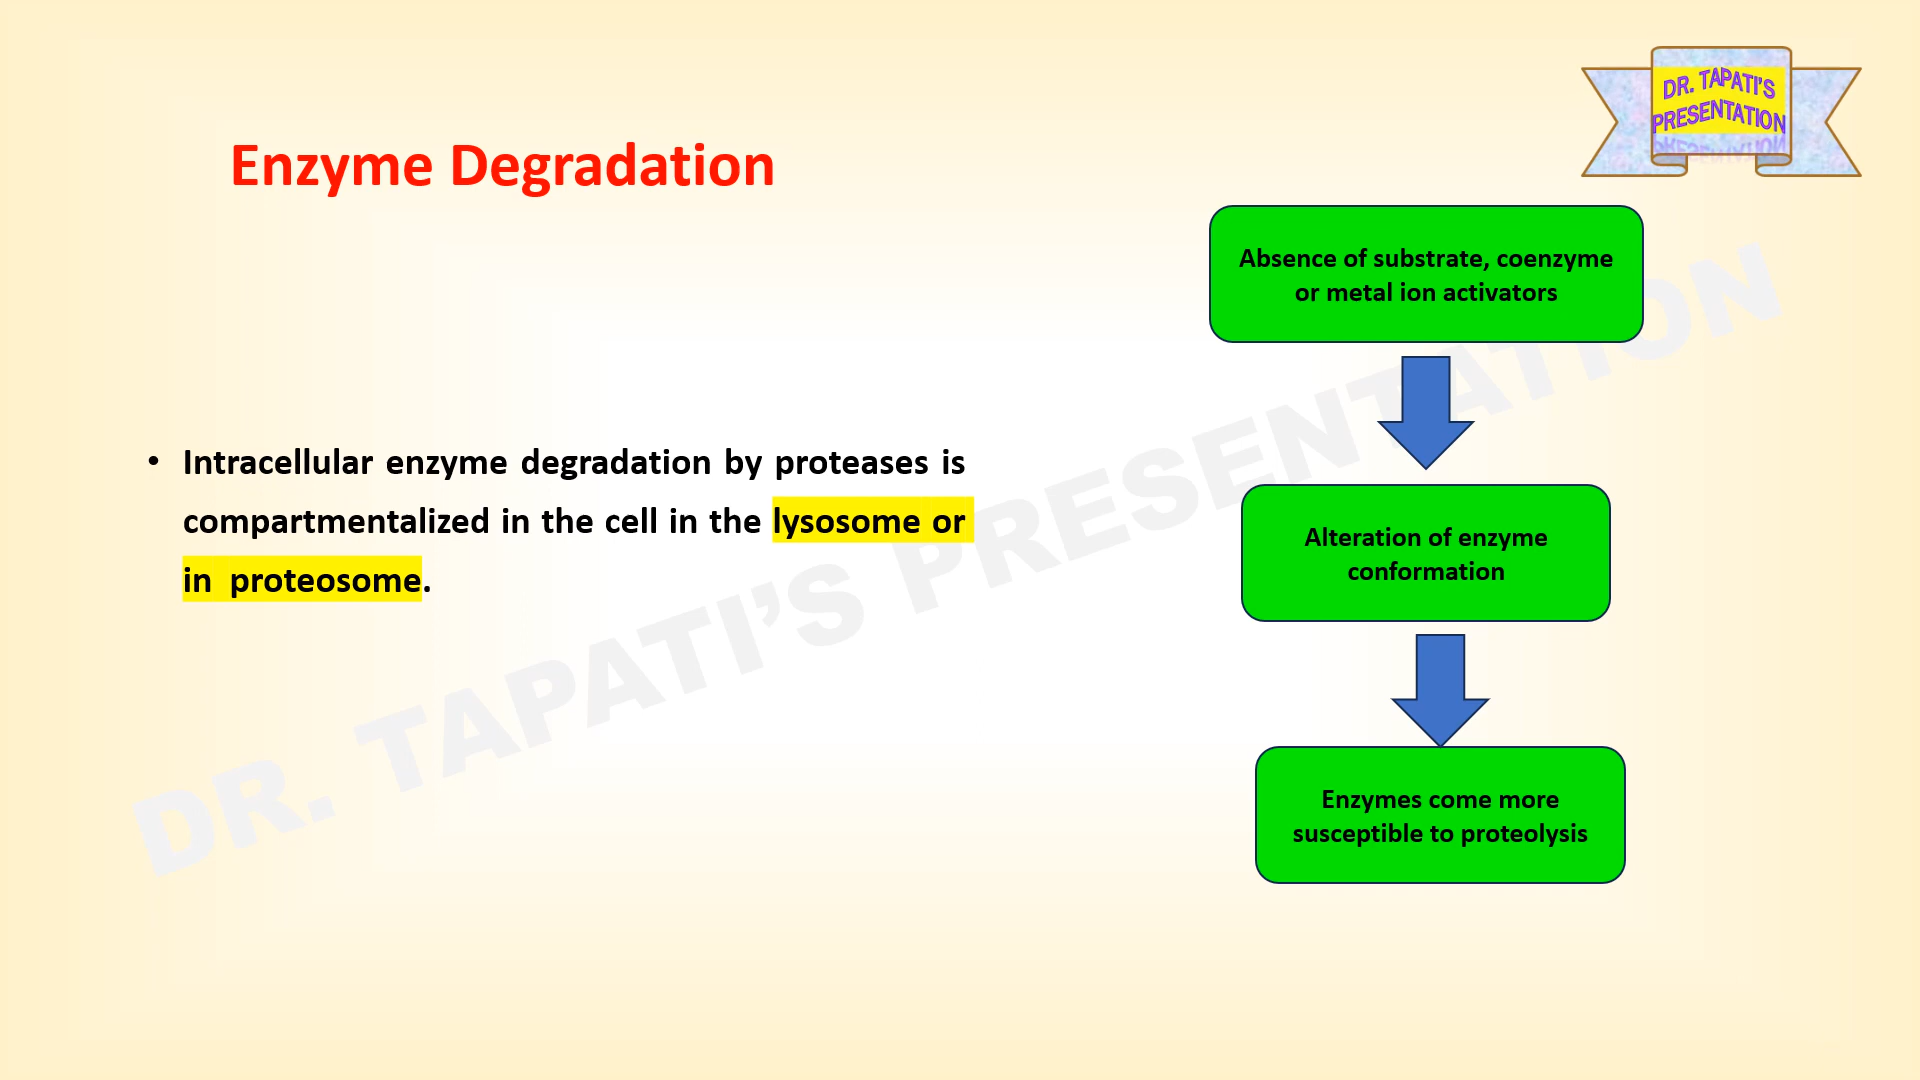 DR. TAPATI'S
PRESENTATION
Enzyme Degradation
• Intracellular enzyme degradation by proteases is
compartmentalized in the cell in the lysosome or
in proteosome.
Absence of substrate, coenzyme
or metal ion activators
Alteration of enzyme
conformation
Enzymes come more
susceptible to proteolysis
DR. TAPATI'S PRESENTATION